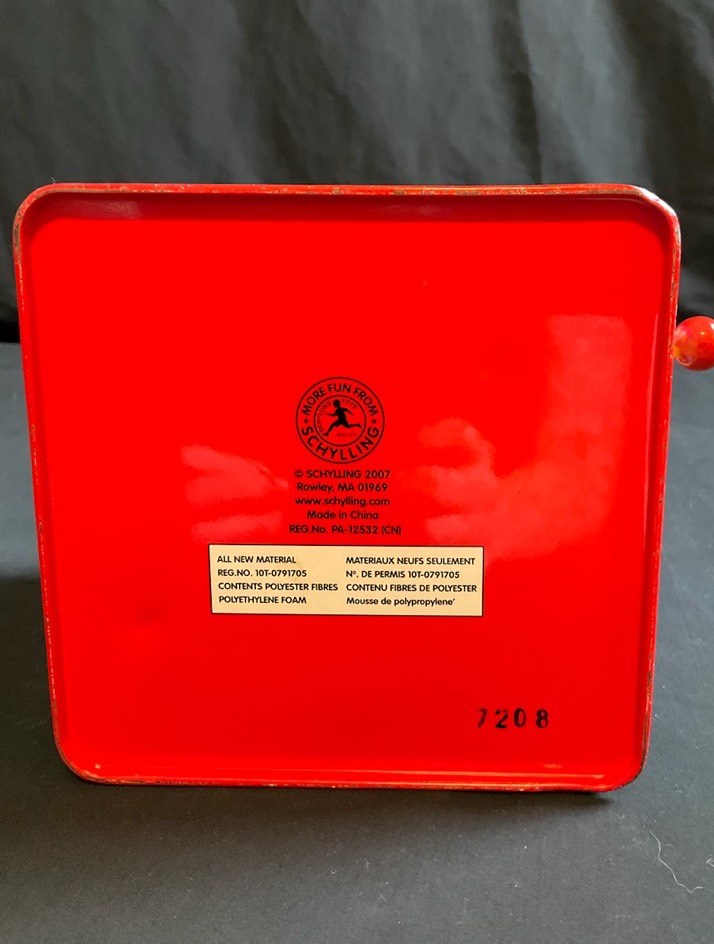 MORE FUN FROM
SCHYLLING
© SCHYLLING 2007
Rowley, MA 01969
www.schylling.com
Made in China
REG.No. PA-12532 (CN)
ALL NEW MATERIAL
REG.NO. 10T-0791705
CONTENTS POLYESTER FIBRES
POLYETHYLENE FOAM
MATERIAUX NEUFS SEULEMENT
Nº. DE PERMIS 10T-0791705
CONTENU FIBRES DE POLYESTER
Mousse de polypropylene'
7208